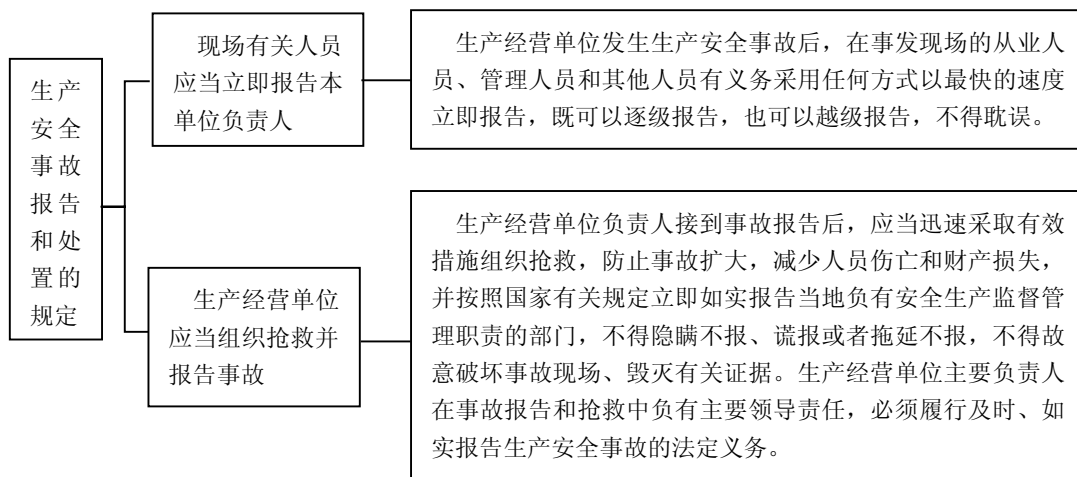 生产
安全
事故
报告
和处
置的
规定
现场有关人员
应当立即报告本
单位负责人
生产经营单位发生生产安全事故后，在事发现场的从业人
员、管理人员和其他人员有义务采用任何方式以最快的速度
立即报告，既可以逐级报告，也可以越级报告，不得耽误。
生产经营单位
应当组织抢救并
报告事故
生产经营单位负责人接到事故报告后，应当迅速采取有效
措施组织抢救，防止事故扩大，减少人员伤亡和财产损失，
并按照国家有关规定立即如实报告当地负有安全生产监督管
理职责的部门，不得隐瞒不报、谎报或者拖延不报，不得故
意破坏事故现场、毁灭有关证据。生产经营单位主要负责人
在事故报告和抢救中负有主要领导责任，必须履行及时、如
实报告生产安全事故的法定义务。